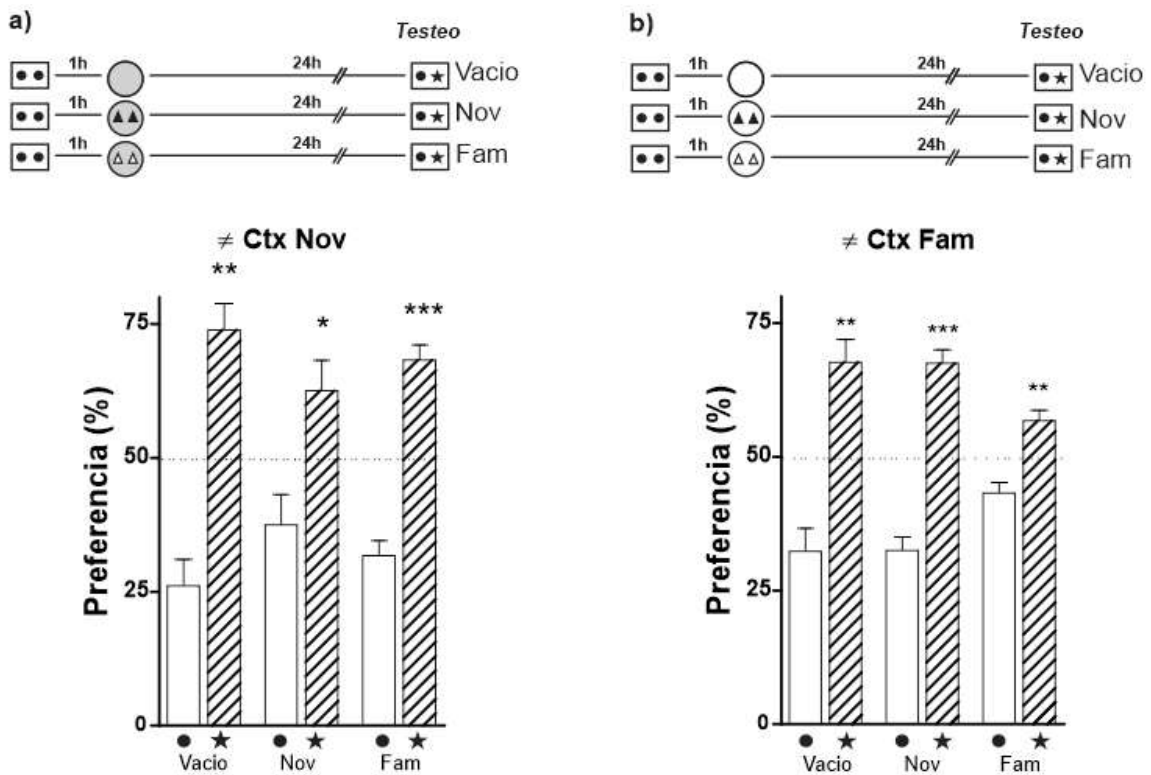 a)
Testeo
1h 24h Vacio
1h 24h Nov
1h 24h Fam
≠ Ctx Nov
** * ***
Preferencia (%)
75
50
25
0
Vacio Nov Fam
b)
Testeo
1h 24h Vacio
1h 24h Nov
1h 24h Fam
≠ Ctx Fam
** *** **
Preferencia (%)
75
50
25
0
Vacio Nov Fam